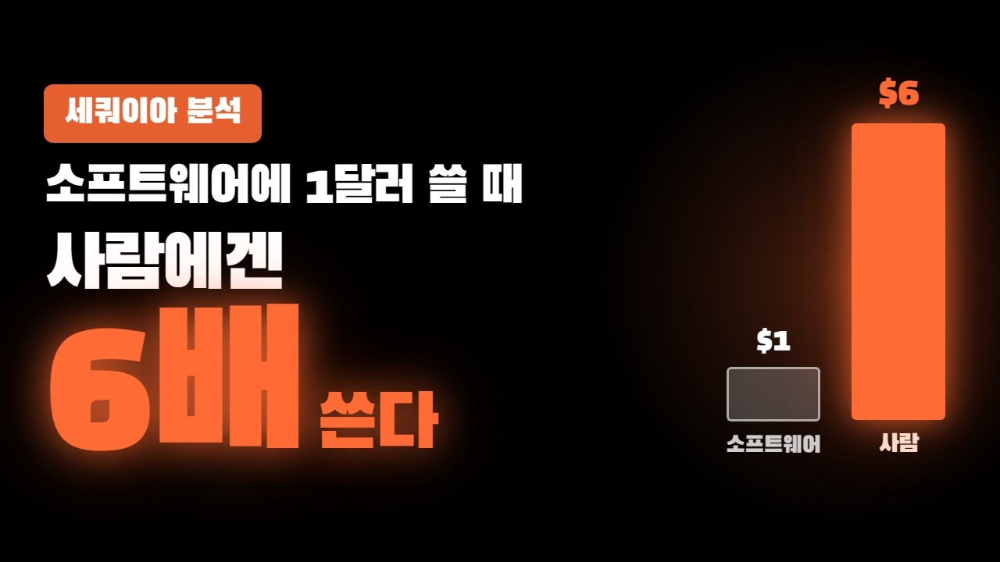 세쿼이아 분석
소프트웨어에 1달러 쓸 때
사람에겐
6배 쓴다
$6
$1
소프트웨어
사람